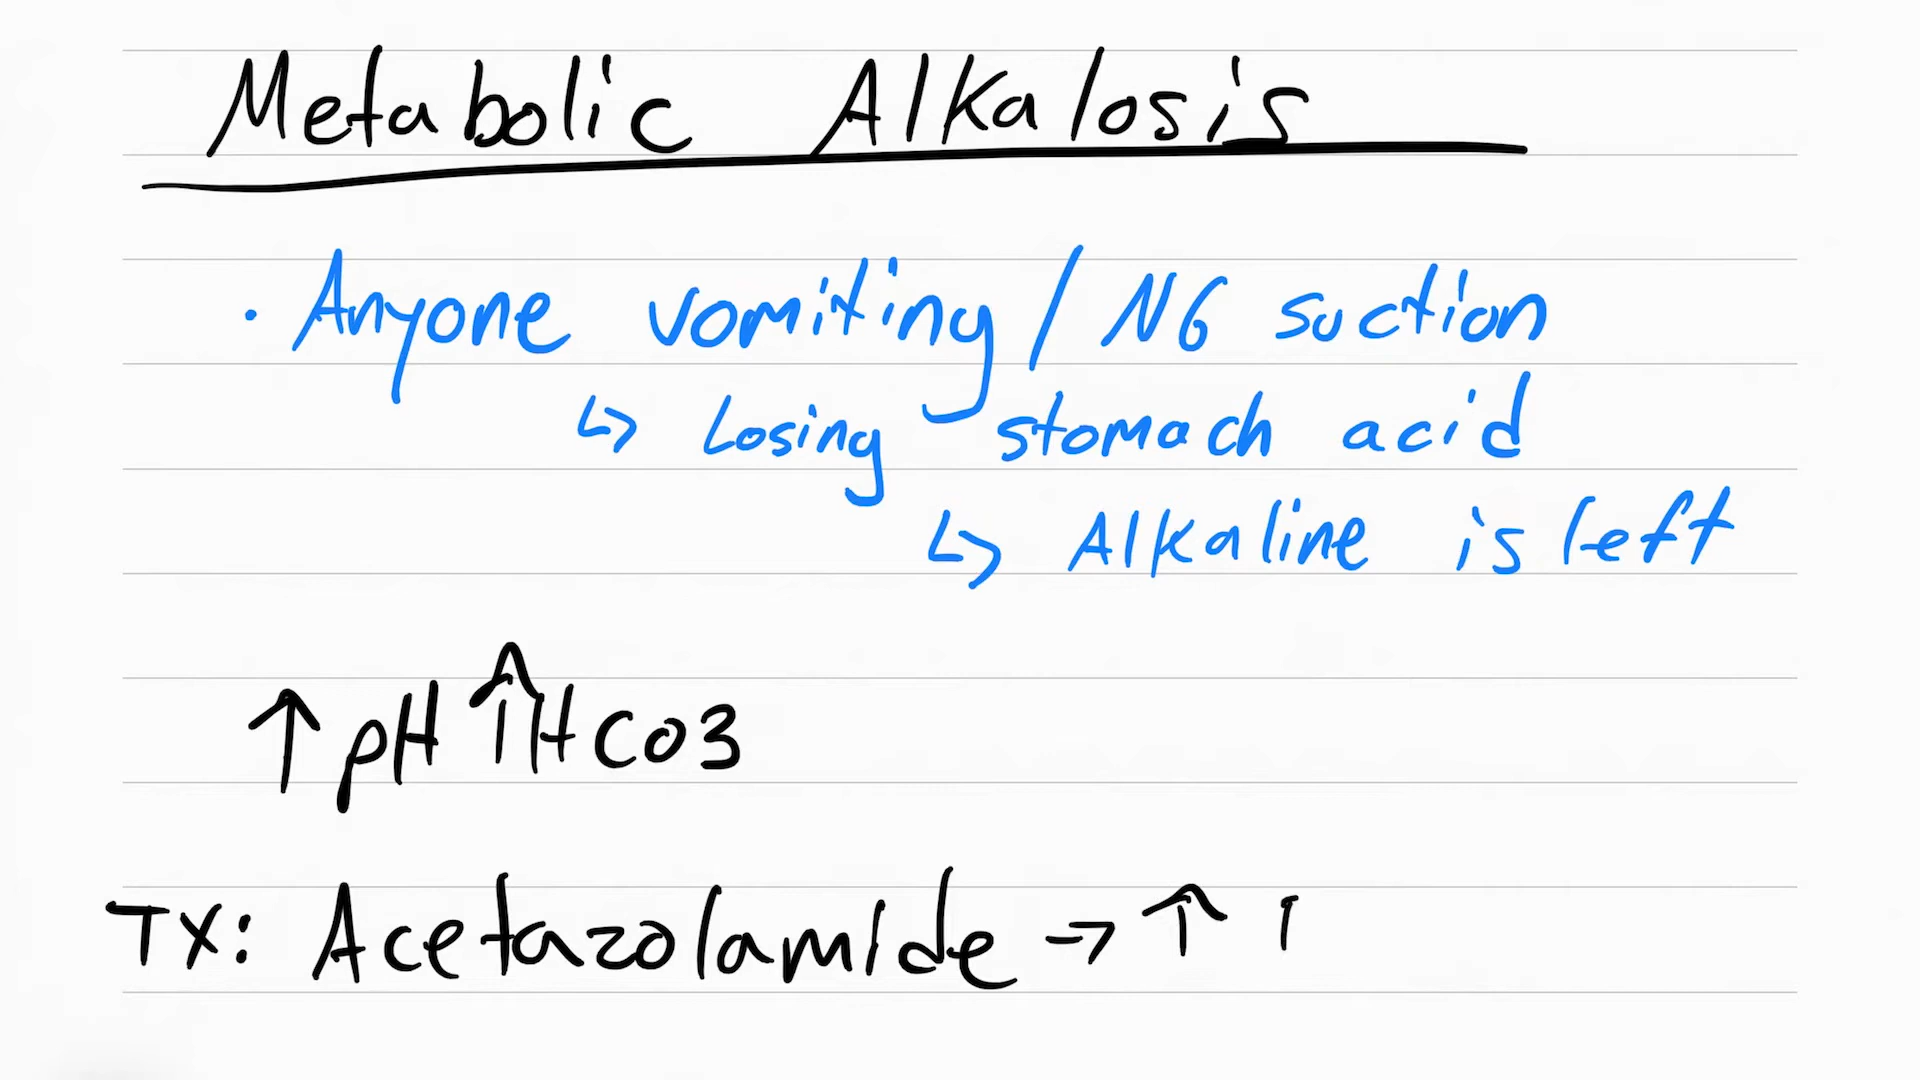 Metabolic Alkalosis
· Anyone vomiting / NG suction
↳ Losing stomach acid
↳ Alkaline is left
↑ pH ↑HCO3
TX: Acetazolamide → ↑